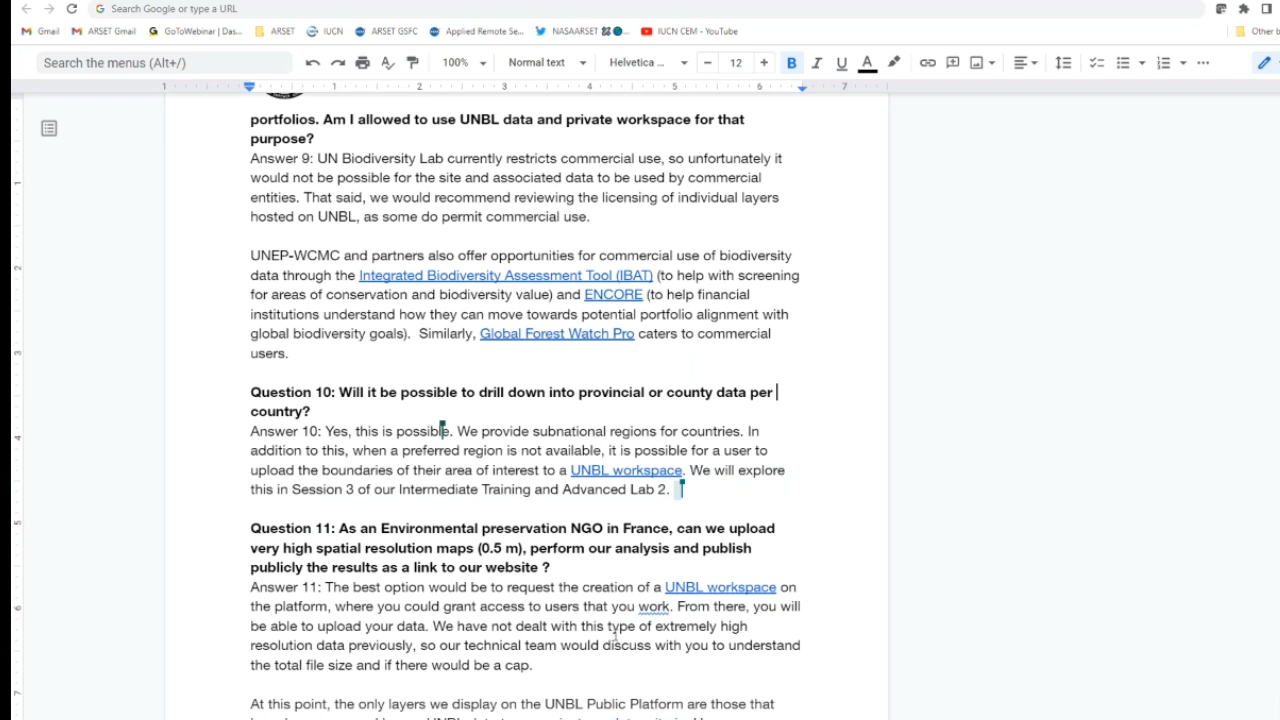 Search Google or type a URL
Gmail
ARSET Gmail
GoToWebinar | Das...
ARSET
IUCN
ARSET GSFC
Applied Remote Se...
NASAARSET
IUCN CEM - YouTube
Other b
Search the menus (Alt+/)
100%
Normal text
Helvetica ...
12
B I U A
1 1 2 3 4 5 6 7
portfolios. Am I allowed to use UNBL data and private workspace for that
purpose?
Answer 9: UN Biodiversity Lab currently restricts commercial use, so unfortunately it
would not be possible for the site and associated data to be used by commercial
entities. That said, we would recommend reviewing the licensing of individual layers
hosted on UNBL, as some do permit commercial use.
UNEP-WCMC and partners also offer opportunities for commercial use of biodiversity
data through the Integrated Biodiversity Assessment Tool (IBAT) (to help with screening
for areas of conservation and biodiversity value) and ENCORE (to help financial
institutions understand how they can move towards potential portfolio alignment with
global biodiversity goals).  Similarly, Global Forest Watch Pro caters to commercial
users.
Question 10: Will it be possible to drill down into provincial or county data per
country?
Answer 10: Yes, this is possible. We provide subnational regions for countries. In
addition to this, when a preferred region is not available, it is possible for a user to
upload the boundaries of their area of interest to a UNBL workspace. We will explore
this in Session 3 of our Intermediate Training and Advanced Lab 2.
Question 11: As an Environmental preservation NGO in France, can we upload
very high spatial resolution maps (0.5 m), perform our analysis and publish
publicly the results as a link to our website ?
Answer 11: The best option would be to request the creation of a UNBL workspace on
the platform, where you could grant access to users that you work. From there, you will
be able to upload your data. We have not dealt with this type of extremely high
resolution data previously, so our technical team would discuss with you to understand
the total file size and if there would be a cap.
At this point, the only layers we display on the UNBL Public Platform are those that
1
2
3
4
5
6
7